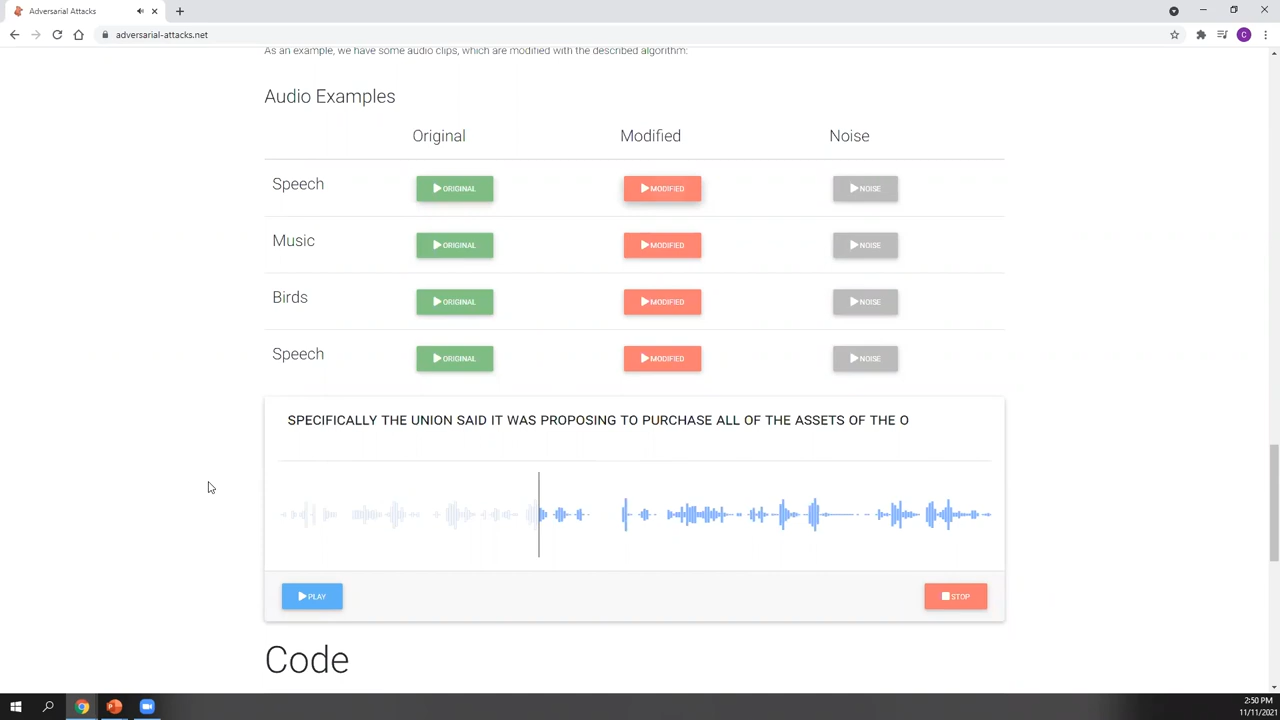 Adversarial Attacks
adversarial-attacks.net
C
As an example, we have some audio clips, which are modified with the described algorithm:
Audio Examples
Original Modified Noise
Speech ORIGINAL MODIFIED NOISE
Music ORIGINAL MODIFIED NOISE
Birds ORIGINAL MODIFIED NOISE
Speech ORIGINAL MODIFIED NOISE
SPECIFICALLY THE UNION SAID IT WAS PROPOSING TO PURCHASE ALL OF THE ASSETS OF THE O
PLAY STOP
Code
2:50 PM
11/11/2021